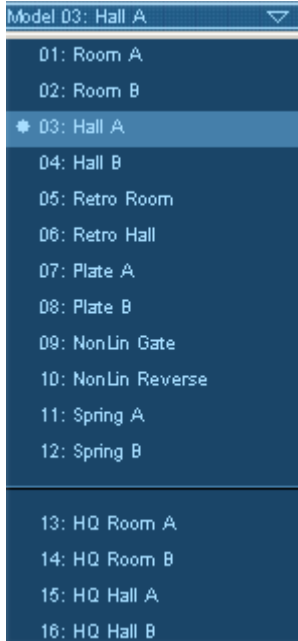 Model 03: Hall A
01: Room A
02: Room B
03: Hall A
04: Hall B
05: Retro Room
06: Retro Hall
07: Plate A
08: Plate B
09: NonLin Gate
10: NonLin Reverse
11: Spring A
12: Spring B
13: HQ Room A
14: HQ Room B
15: HQ Hall A
16: HQ Hall B